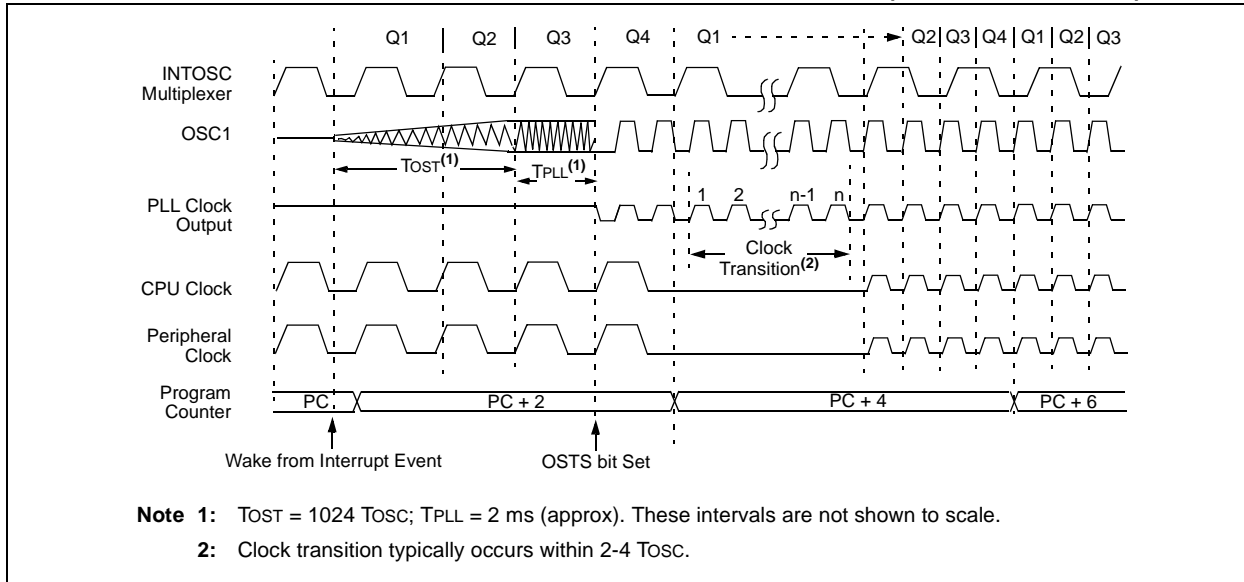 Q1 Q2 Q3 Q4 Q1 Q2 Q3 Q4 Q1 Q2 Q3
INTOSC
Multiplexer
OSC1
TOST(1) TPLL(1)
1 2 n-1 n
PLL Clock
Output
Clock
Transition(2)
CPU Clock
Peripheral
Clock
Program
Counter
PC PC + 2 PC + 4 PC + 6
Wake from Interrupt Event OSTS bit Set
Note 1: TOST = 1024 TOSC; TPLL = 2 ms (approx). These intervals are not shown to scale.
2: Clock transition typically occurs within 2-4 TOSC.